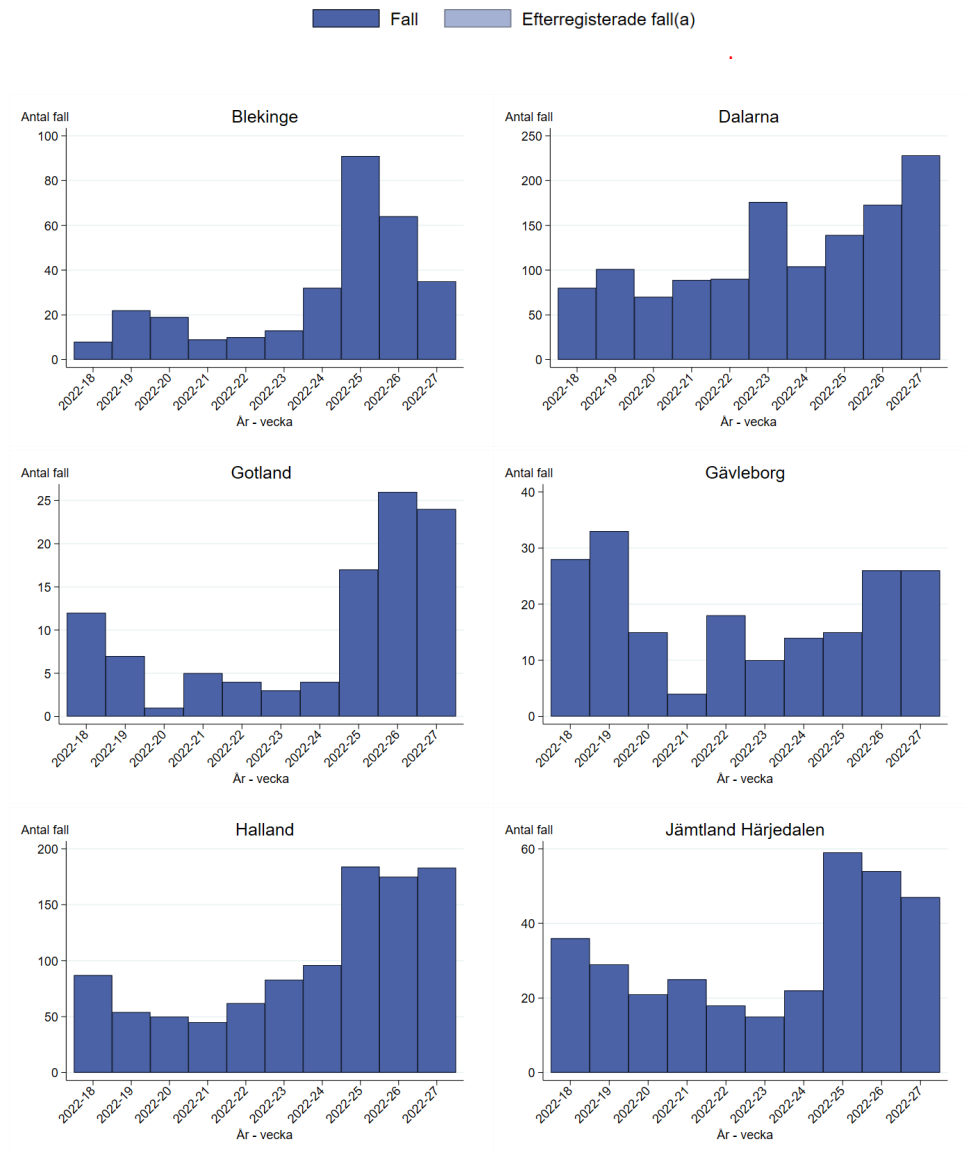 Fall Efterregisterade fall(a)
Antal fall
Blekinge
100
80
60
40
20
0
2022-18 2022-19 2022-20 2022-21 2022-22 2022-23 2022-24 2022-25 2022-26 2022-27
År - vecka
Antal fall
Dalarna
250
200
150
100
50
0
2022-18 2022-19 2022-20 2022-21 2022-22 2022-23 2022-24 2022-25 2022-26 2022-27
År - vecka
Antal fall
Gotland
25
20
15
10
5
0
2022-18 2022-19 2022-20 2022-21 2022-22 2022-23 2022-24 2022-25 2022-26 2022-27
År - vecka
Antal fall
Gävleborg
40
30
20
10
0
2022-18 2022-19 2022-20 2022-21 2022-22 2022-23 2022-24 2022-25 2022-26 2022-27
År - vecka
Antal fall
Halland
200
150
100
50
0
2022-18 2022-19 2022-20 2022-21 2022-22 2022-23 2022-24 2022-25 2022-26 2022-27
År - vecka
Antal fall
Jämtland Härjedalen
60
40
20
0
2022-18 2022-19 2022-20 2022-21 2022-22 2022-23 2022-24 2022-25 2022-26 2022-27
År - vecka